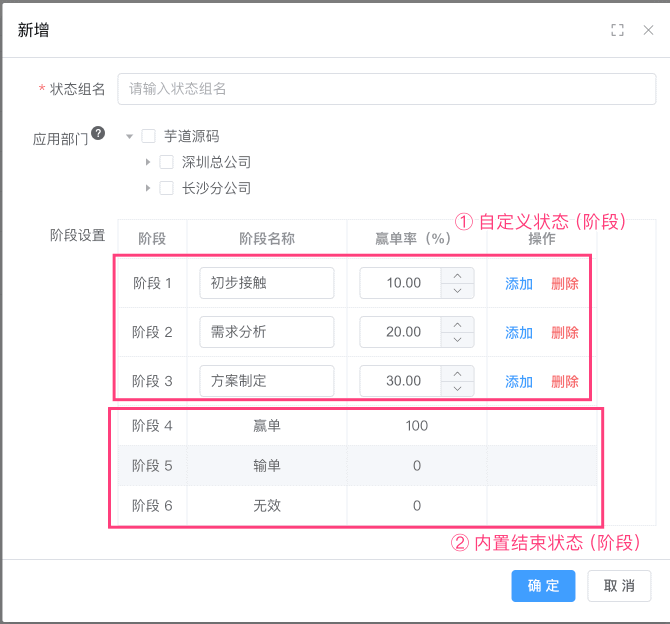 新增
* 状态组名 请输入状态组名
应用部门 ? 芋道源码
深圳总公司
长沙分公司
① 自定义状态 (阶段)
阶段设置 阶段 阶段名称 赢单率（%） 操作
阶段 1 初步接触 10.00 添加 删除
阶段 2 需求分析 20.00 添加 删除
阶段 3 方案制定 30.00 添加 删除
阶段 4 赢单 100
阶段 5 输单 0
阶段 6 无效 0
② 内置结束状态 (阶段)
确 定 取 消